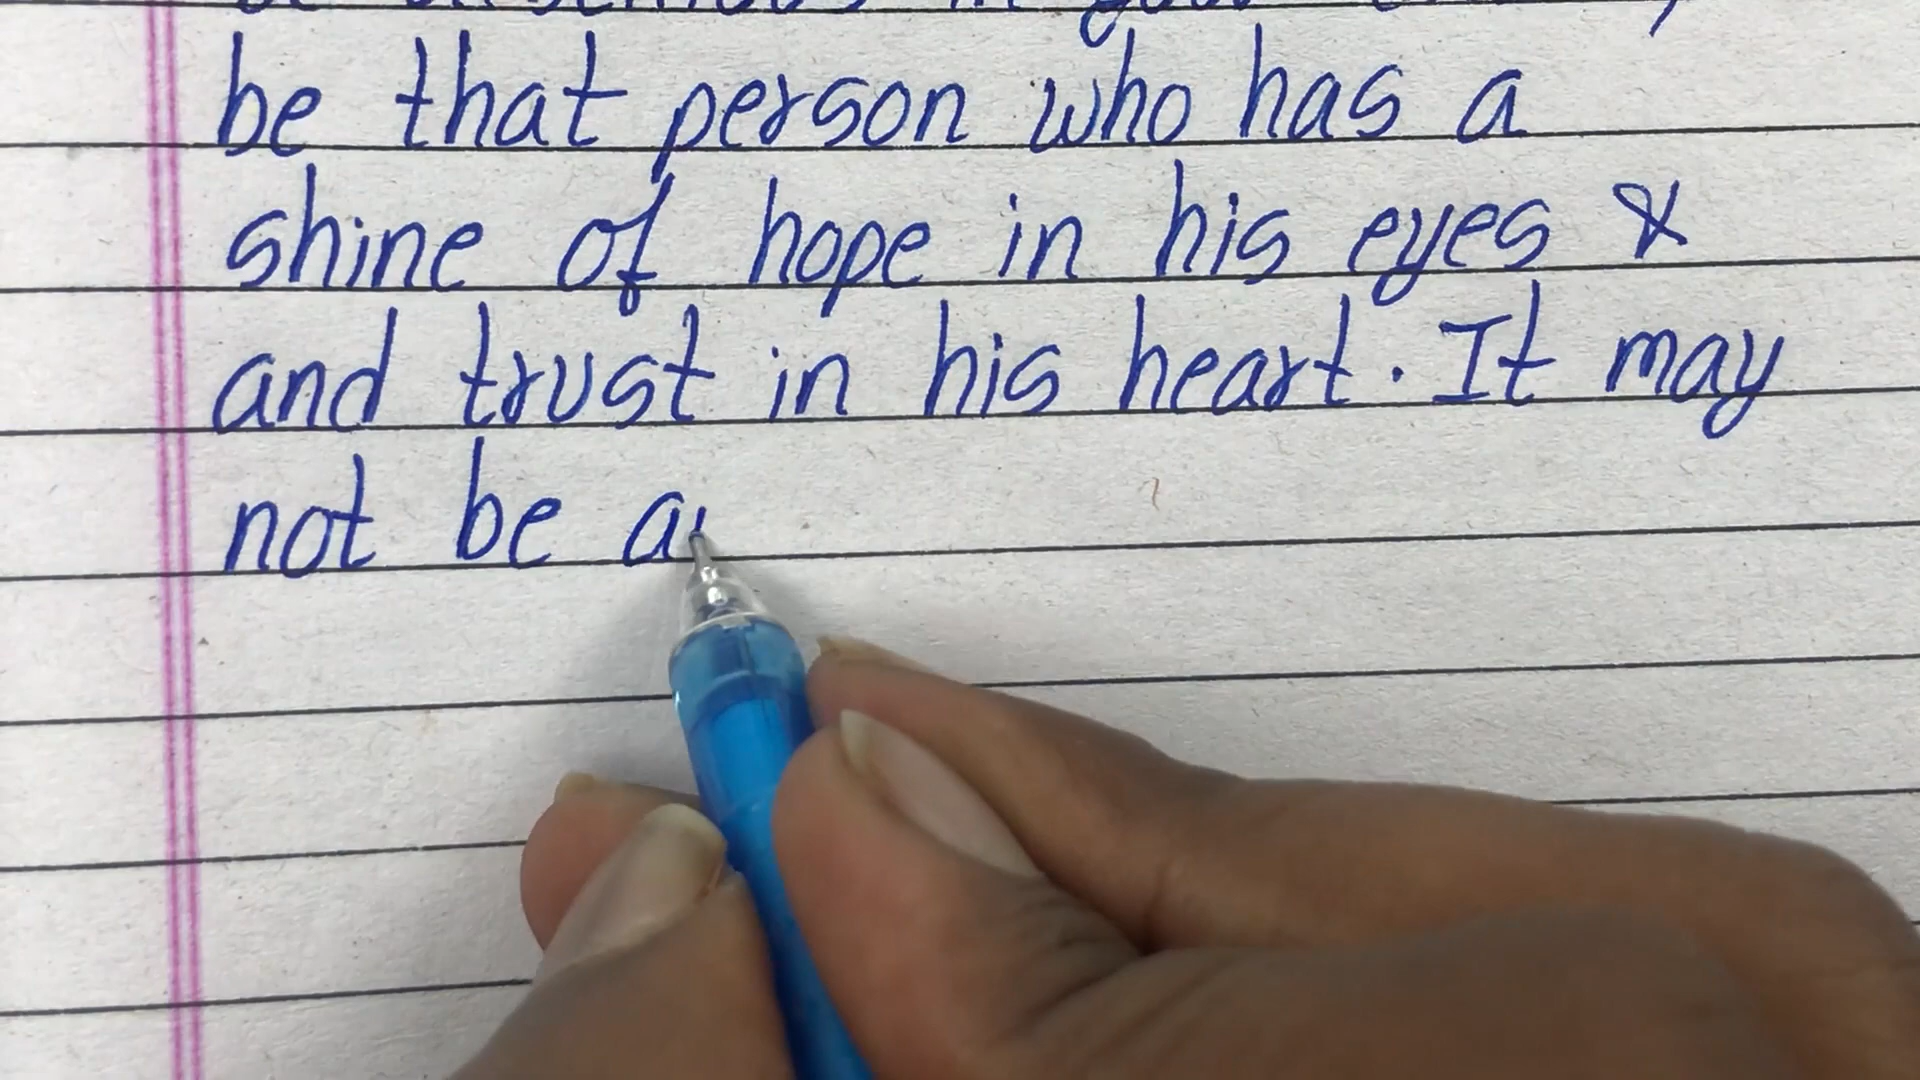 be that person who has a
shine of hope in his eyes &
and trust in his heart. It may
not be